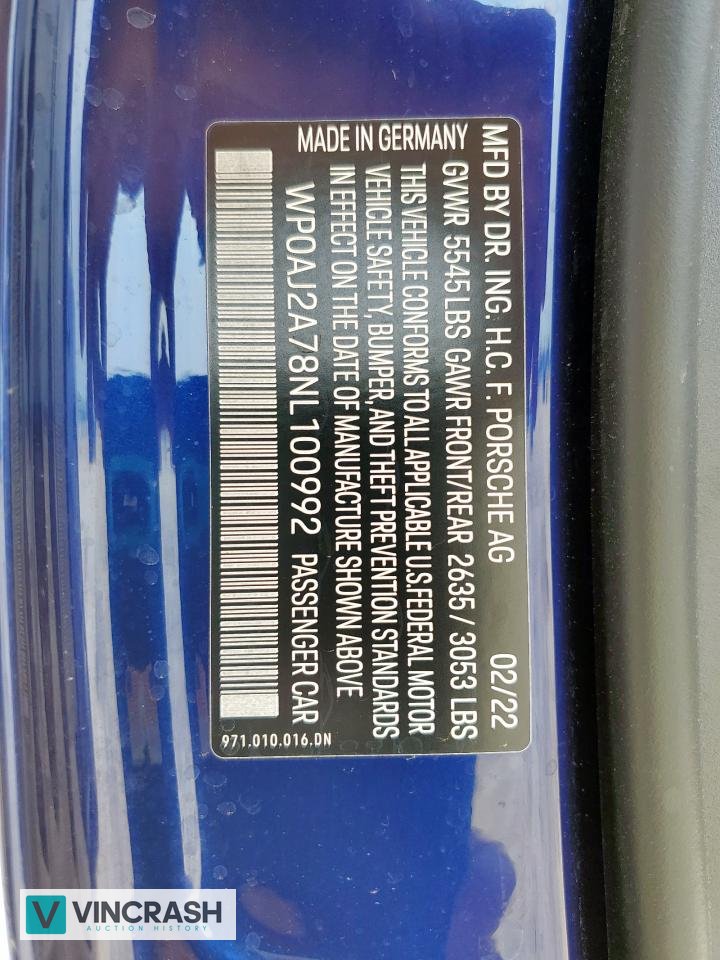 MFD BY DR. ING. H.C. F. PORSCHE AG 02/22
GVWR 5545 LBS GAWR FRONT/REAR 2635 / 3053 LBS
THIS VEHICLE CONFORMS TO ALL APPLICABLE U.S.FEDERAL MOTOR
VEHICLE SAFETY, BUMPER, AND THEFT PREVENTION STANDARDS
IN EFFECT ON THE DATE OF MANUFACTURE SHOWN ABOVE
WP0AJ2A78NL100992 PASSENGER CAR
MADE IN GERMANY
971.010.016.DN
V VINCRASH
AUCTION HISTORY